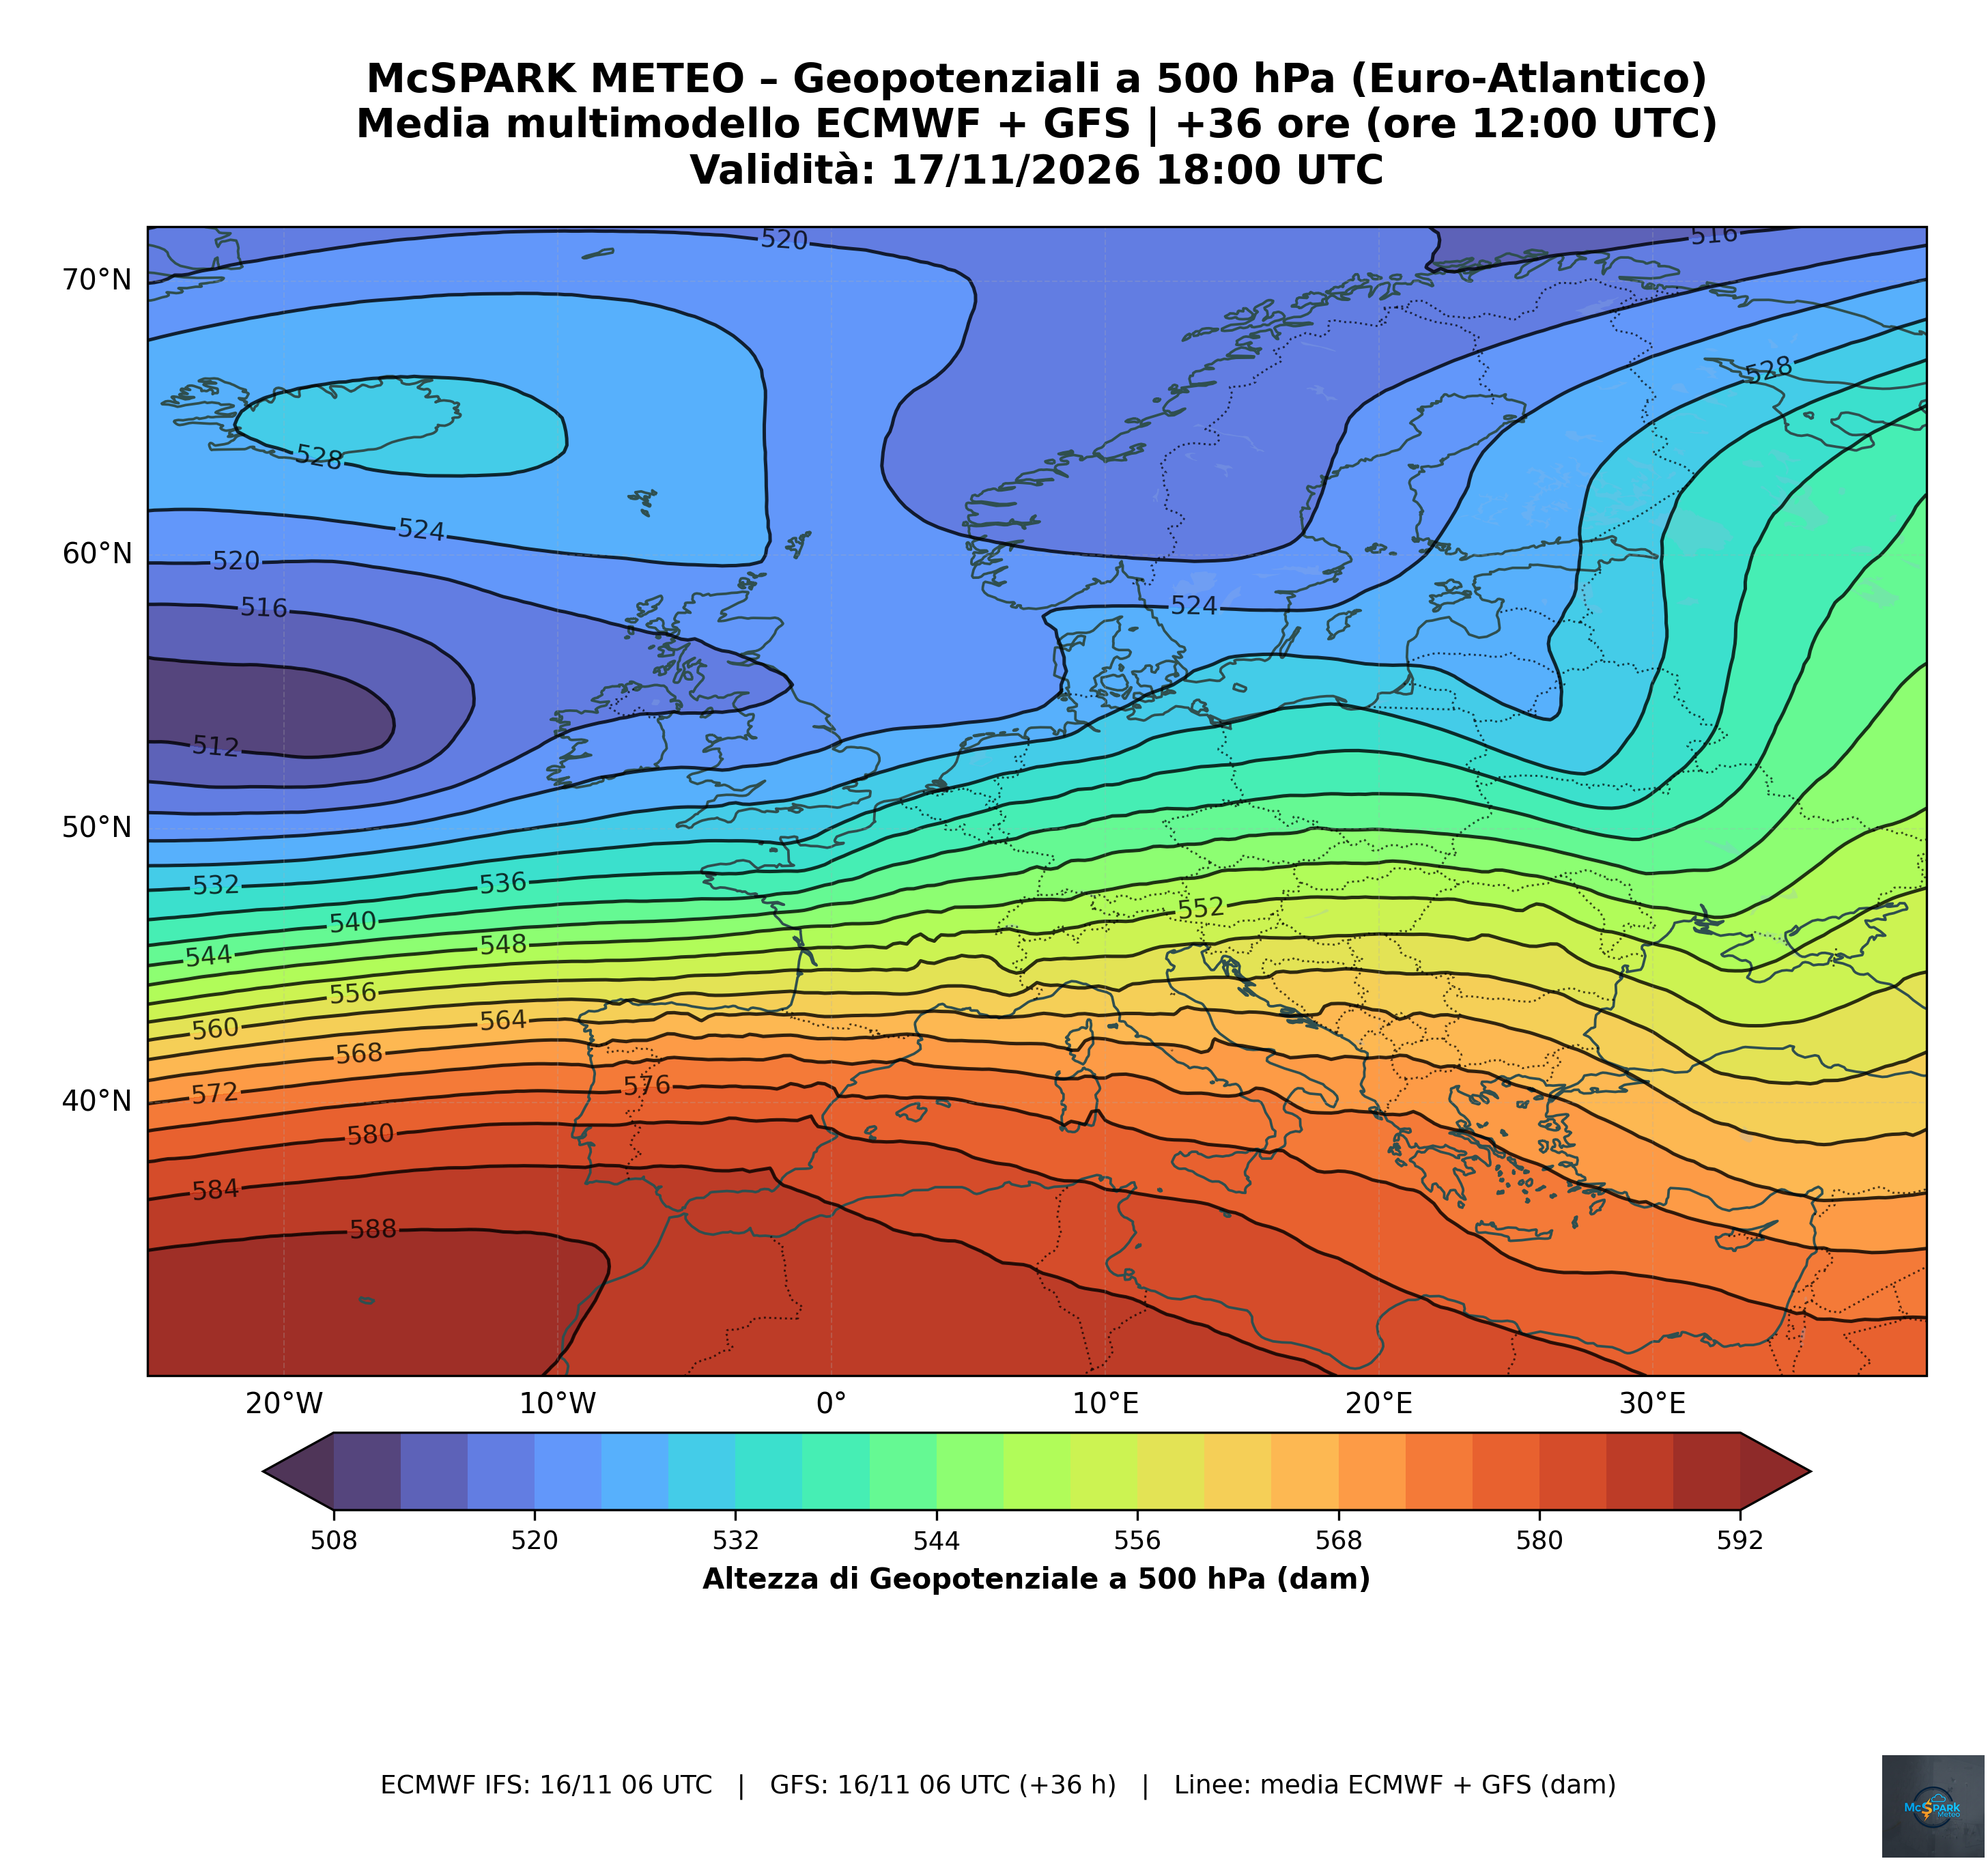 McSPARK METEO – Geopotenziali a 500 hPa (Euro-Atlantico)
Media multimodello ECMWF + GFS | +36 ore (ore 12:00 UTC)
Validità: 17/11/2026 18:00 UTC
520
516
70°N
528
528
524
60°N
520
516
524
512
50°N
532
536
552
540
548
544
556
564
560
568
576
572
40°N
580
584
588
20°W
10°W
0°
10°E
20°E
30°E
508
520
532
544
556
568
580
592
Altezza di Geopotenziale a 500 hPa (dam)
ECMWF IFS: 16/11 06 UTC | GFS: 16/11 06 UTC (+36 h) | Linee: media ECMWF + GFS (dam)
McSPARK
Meteo